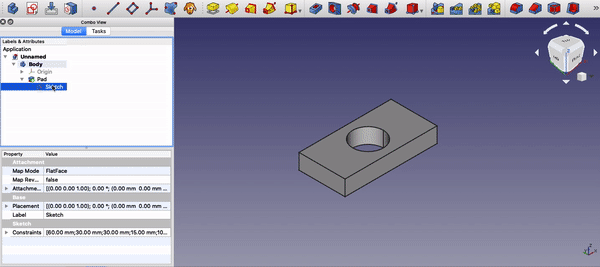 Combo View
Model Tasks
Labels & Attributes
Application
Unnamed
Body
Origin
Pad
Sketch
Property Value
Attachment
Map Mode FlatFace
Map Rev... false
Attachme... [(0.00 0.00 1.00); 0.00 °; (0.00 mm 0.00 mm ...
Base
Placement [(0.00 0.00 1.00); 0.00 °; (0.00 mm 0.00 mm ...
Label Sketch
Sketch
Constraints [60.00 mm;30.00 mm;30.00 mm;15.00 mm;10...